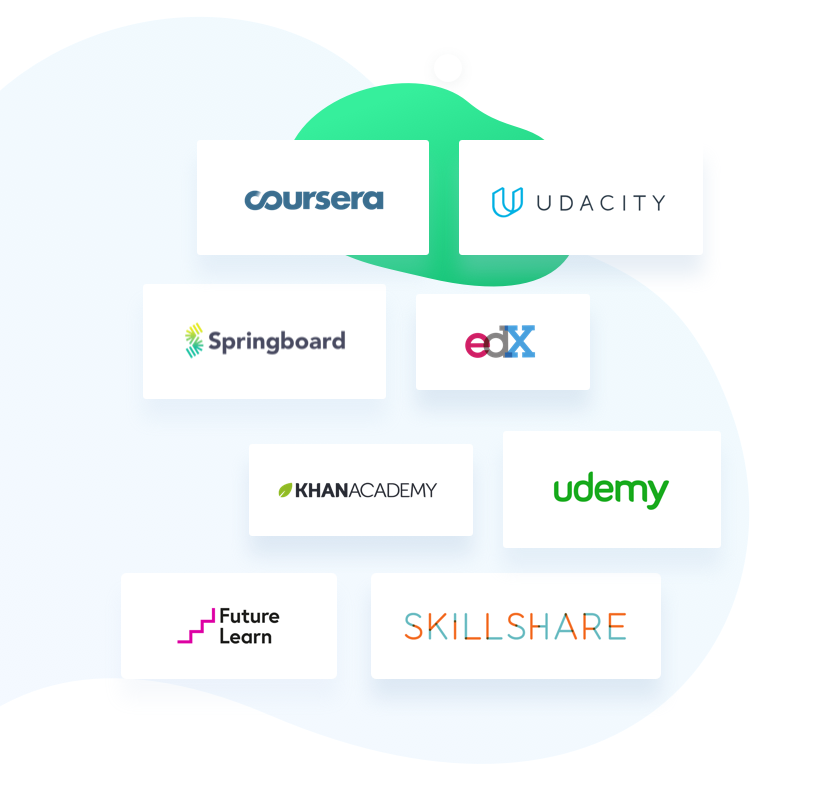 coursera
UDACITY
Springboard
edX
KHANACADEMY
udemy
Future
Learn
SKILLSHARE